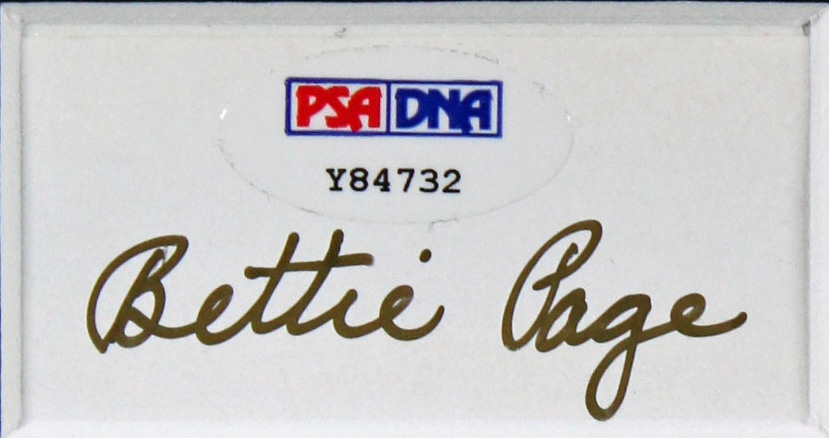 PSA DNA
Y84732
Bettie Page